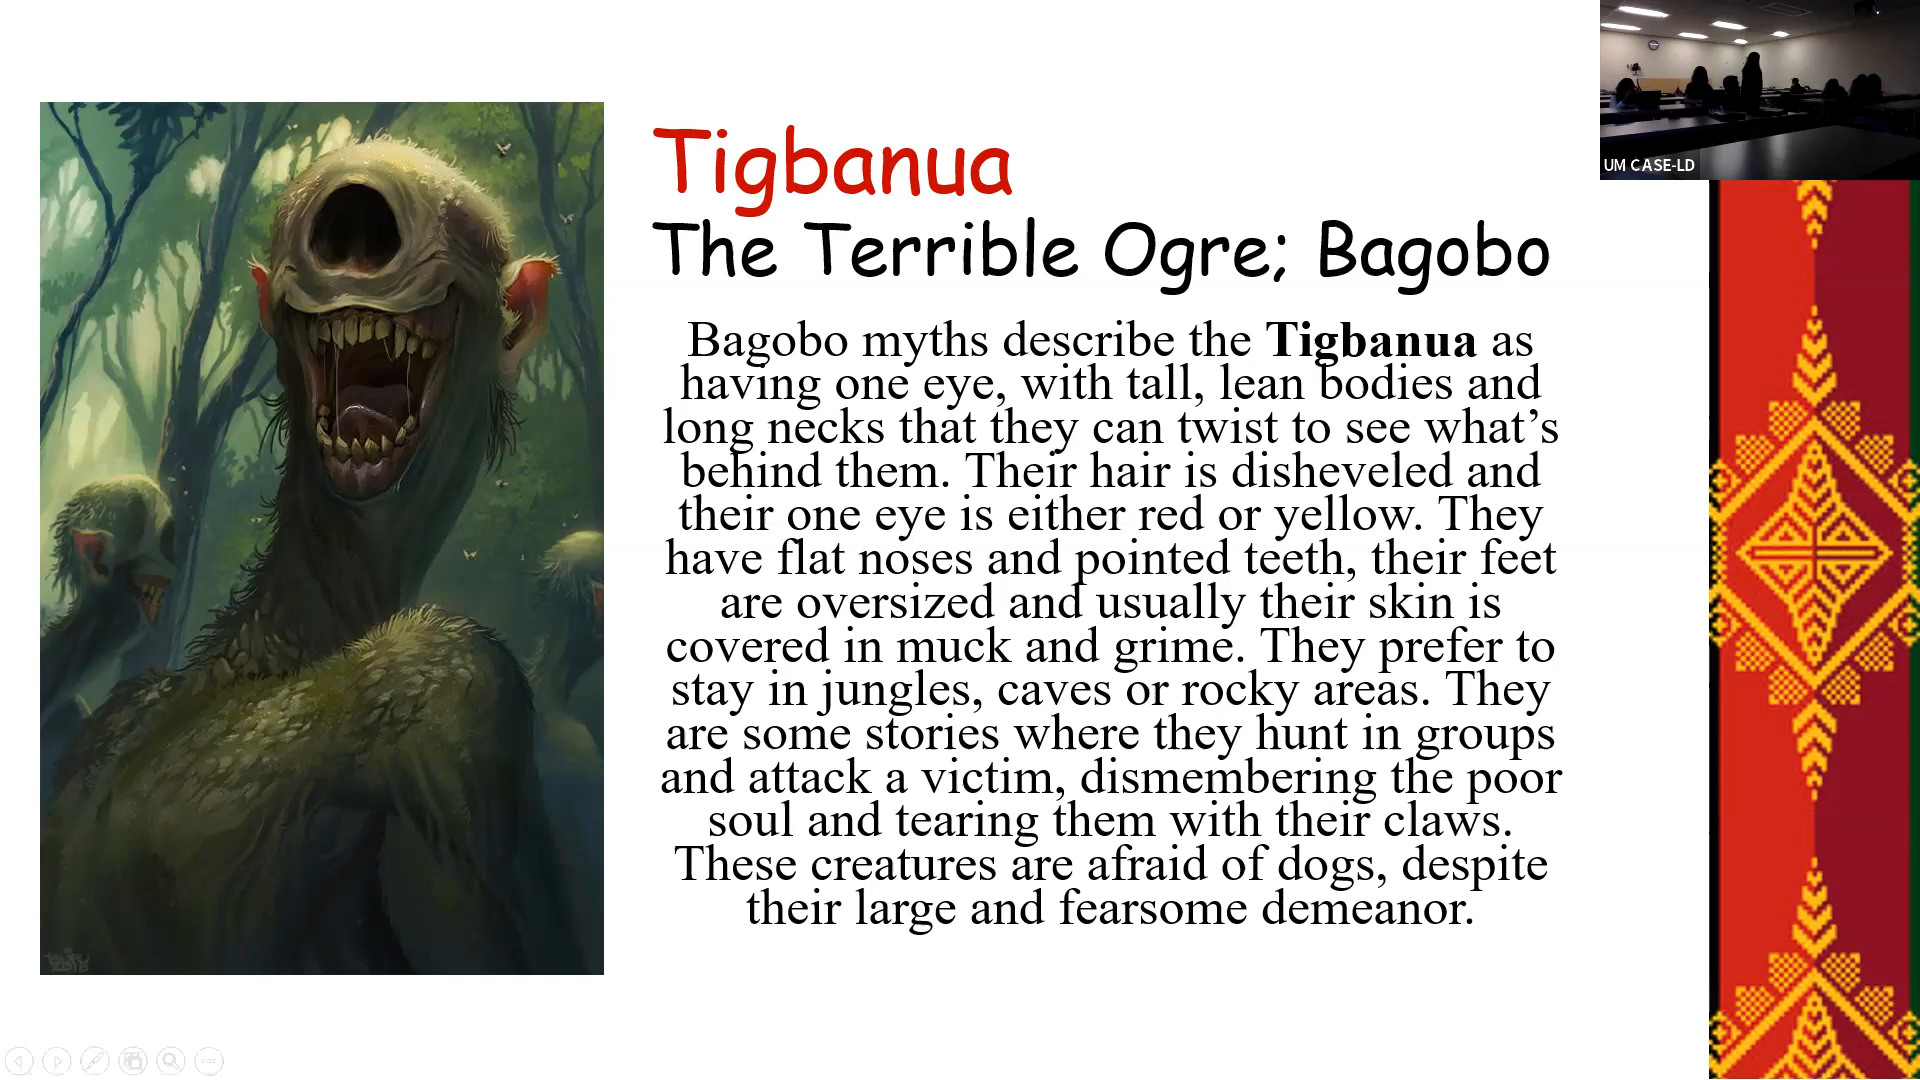 UM CASE-LD
Tigbanua
The Terrible Ogre; Bagobo
Bagobo myths describe the Tigbanua as
having one eye, with tall, lean bodies and
long necks that they can twist to see what’s
behind them. Their hair is disheveled and
their one eye is either red or yellow. They
have flat noses and pointed teeth, their feet
are oversized and usually their skin is
covered in muck and grime. They prefer to
stay in jungles, caves or rocky areas. They
are some stories where they hunt in groups
and attack a victim, dismembering the poor
soul and tearing them with their claws.
These creatures are afraid of dogs, despite
their large and fearsome demeanor.